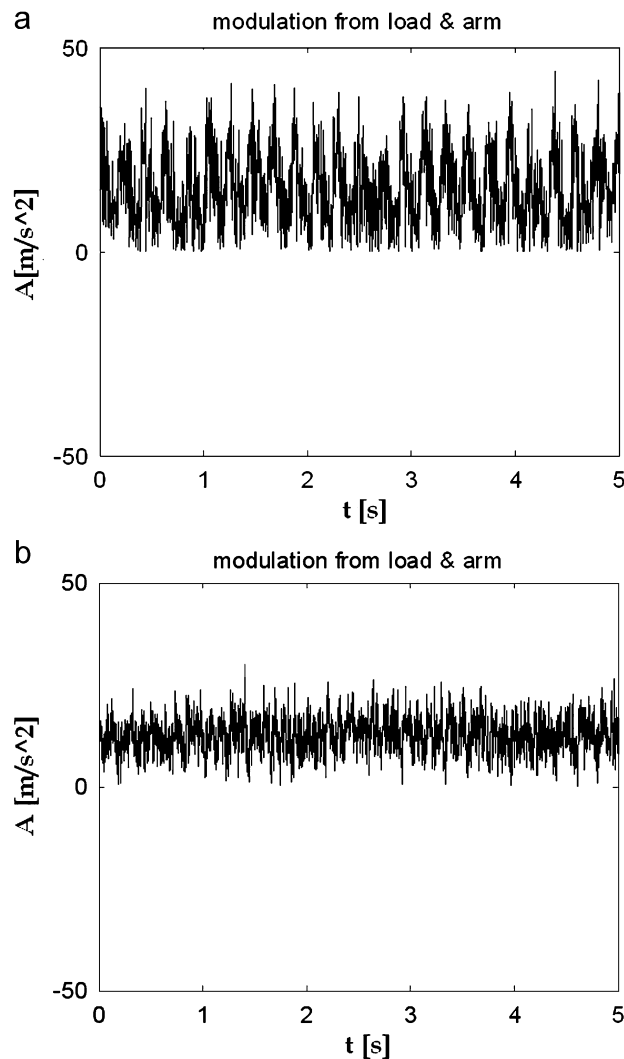 a
modulation from load & arm
50
0
-50
A[m/s^2]
0 1 2 3 4 5
t [s]
b
modulation from load & arm
50
0
-50
A [m/s^2]
0 1 2 3 4 5
t [s]